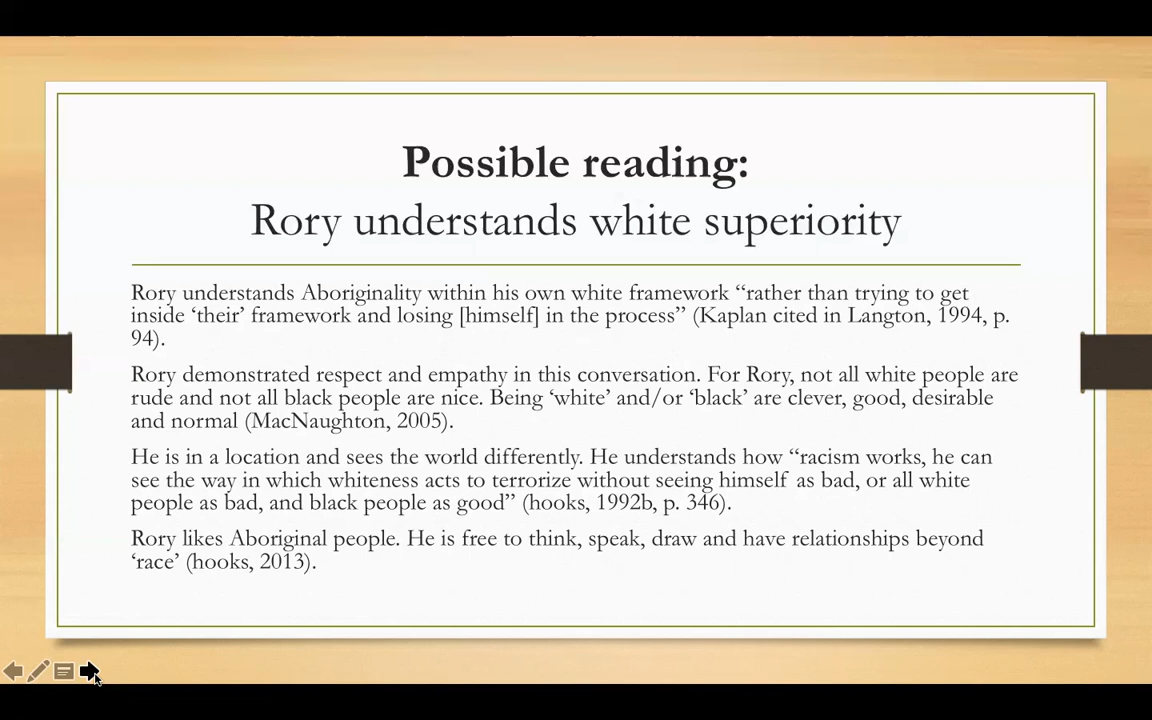 Possible reading:
Rory understands white superiority
Rory understands Aboriginality within his own white framework “rather than trying to get
inside ‘their’ framework and losing [himself] in the process” (Kaplan cited in Langton, 1994, p.
94).
Rory demonstrated respect and empathy in this conversation. For Rory, not all white people are
rude and not all black people are nice. Being ‘white’ and/or ‘black’ are clever, good, desirable
and normal (MacNaughton, 2005).
He is in a location and sees the world differently. He understands how “racism works, he can
see the way in which whiteness acts to terrorize without seeing himself as bad, or all white
people as bad, and black people as good” (hooks, 1992b, p. 346).
Rory likes Aboriginal people. He is free to think, speak, draw and have relationships beyond
‘race’ (hooks, 2013).